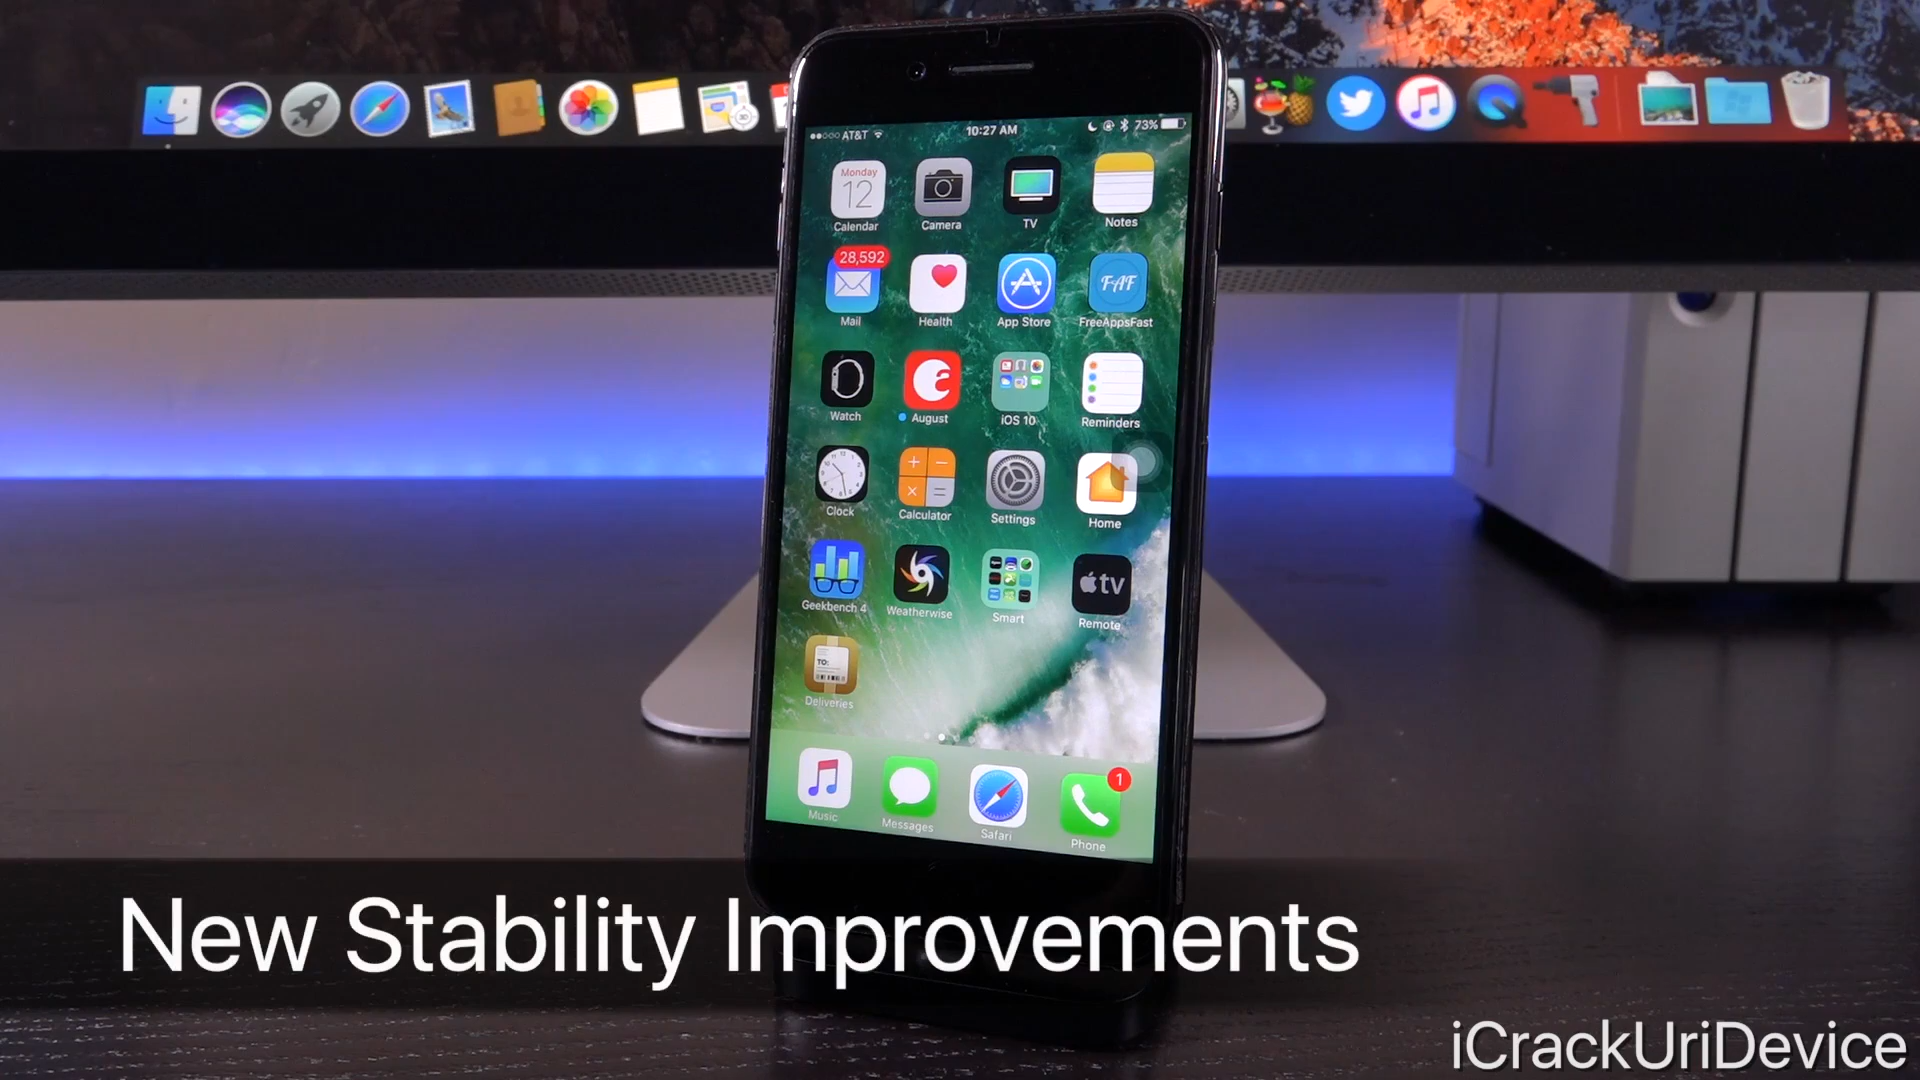 ●●○○○ AT&T 10:27 AM 73%
Monday
12
Calendar Camera TV Notes
28,592
FAF
Mail Health App Store FreeAppsFast
Watch August iOS 10 Reminders
Clock Calculator Settings Home
tv
Geekbench 4 Weatherwise Smart Remote
TO:
Deliveries
1
Music Messages Safari Phone
New Stability Improvements
iCrackUriDevice